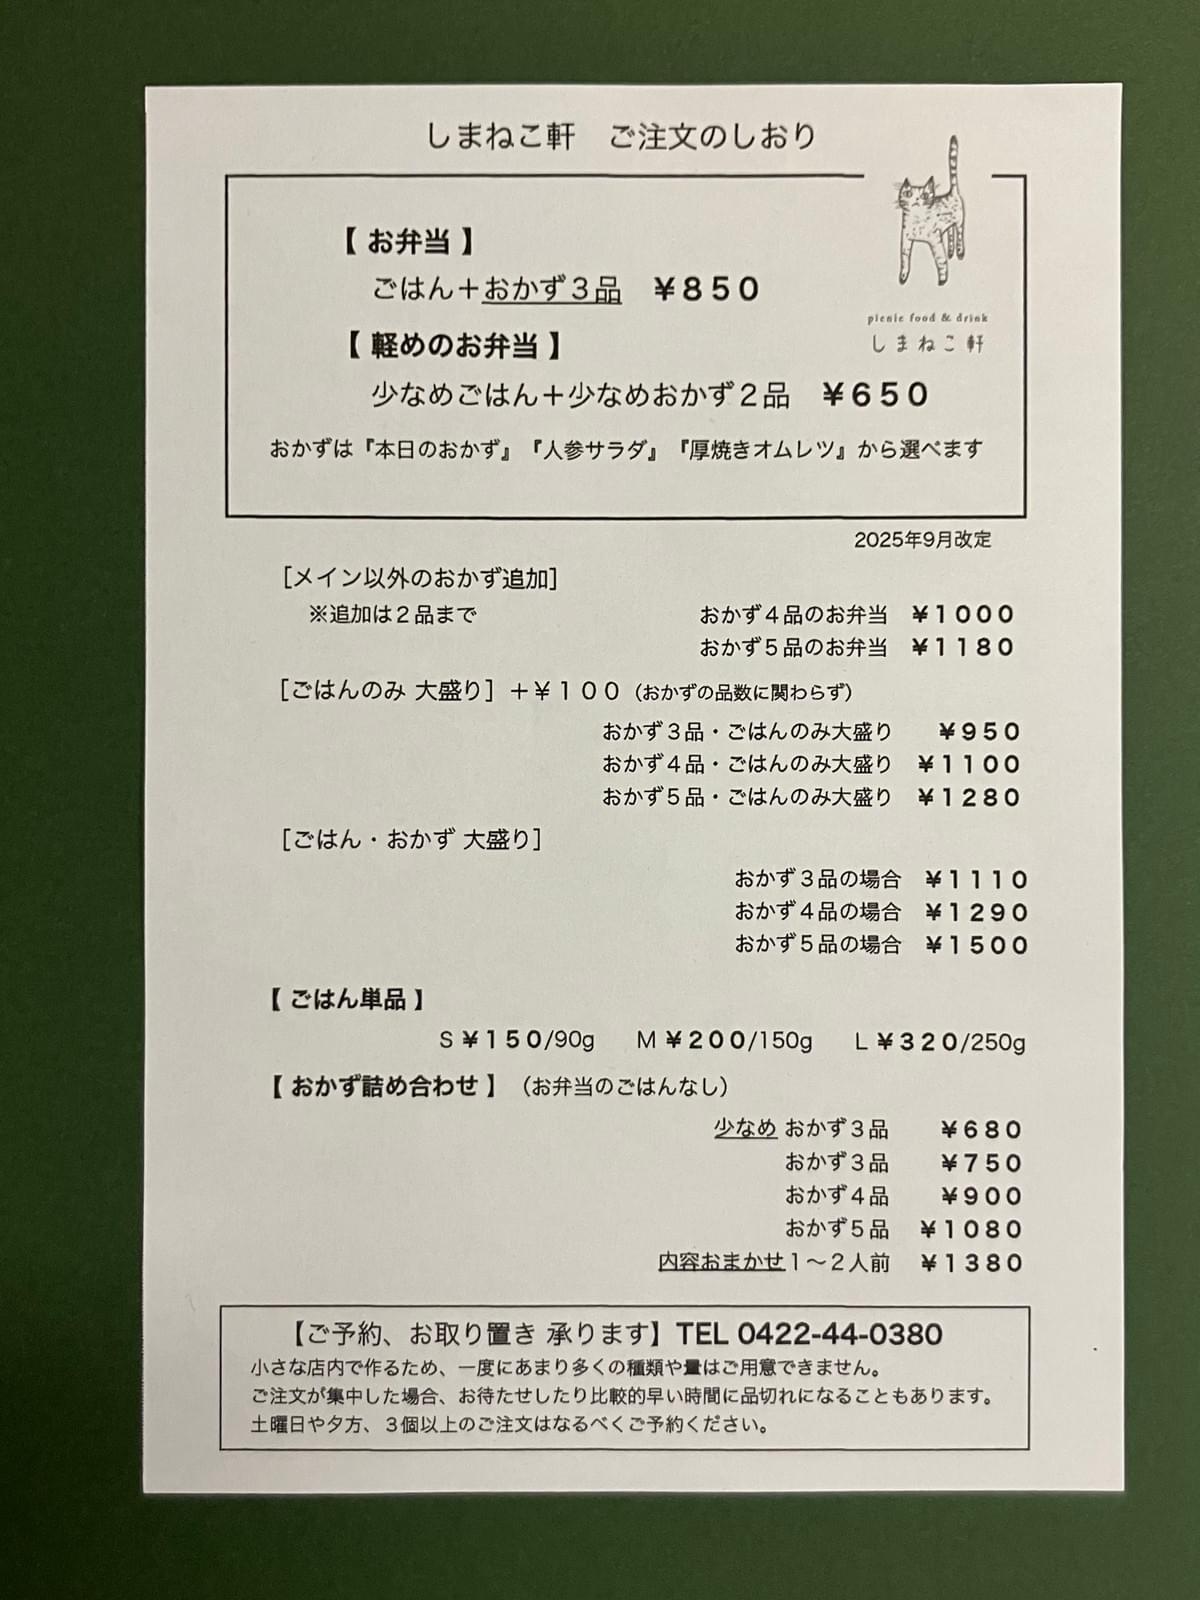 しまねこ軒　ご注文のしおり
【 お弁当 】
ごはん＋おかず３品　￥８５０
【 軽めのお弁当 】
少なめごはん＋少なめおかず２品　￥６５０
picnic food & drink
しまねこ軒
おかずは『本日のおかず』『人参サラダ』『厚焼きオムレツ』から選べます
2025年9月改定
［メイン以外のおかず追加］
※追加は２品まで　おかず４品のお弁当　￥１０００
おかず５品のお弁当　￥１１８０
［ごはんのみ 大盛り］＋￥１００（おかずの品数に関わらず）
おかず３品・ごはんのみ大盛り　￥９５０
おかず４品・ごはんのみ大盛り　￥１１００
おかず５品・ごはんのみ大盛り　￥１２８０
［ごはん・おかず 大盛り］
おかず３品の場合　￥１１１０
おかず４品の場合　￥１２９０
おかず５品の場合　￥１５００
【 ごはん単品 】
S ￥１５０/90g　M ￥２００/150g　L ￥３２０/250g
【 おかず詰め合わせ 】（お弁当のごはんなし）
少なめ おかず３品　￥６８０
おかず３品　￥７５０
おかず４品　￥９００
おかず５品　￥１０８０
内容おまかせ１〜２人前　￥１３８０
【ご予約、お取り置き 承ります】TEL 0422-44-0380
小さな店内で作るため、一度にあまり多くの種類や量はご用意できません。
ご注文が集中した場合、お待たせしたり比較的早い時間に品切れになることもあります。
土曜日や夕方、３個以上のご注文はなるべくご予約ください。